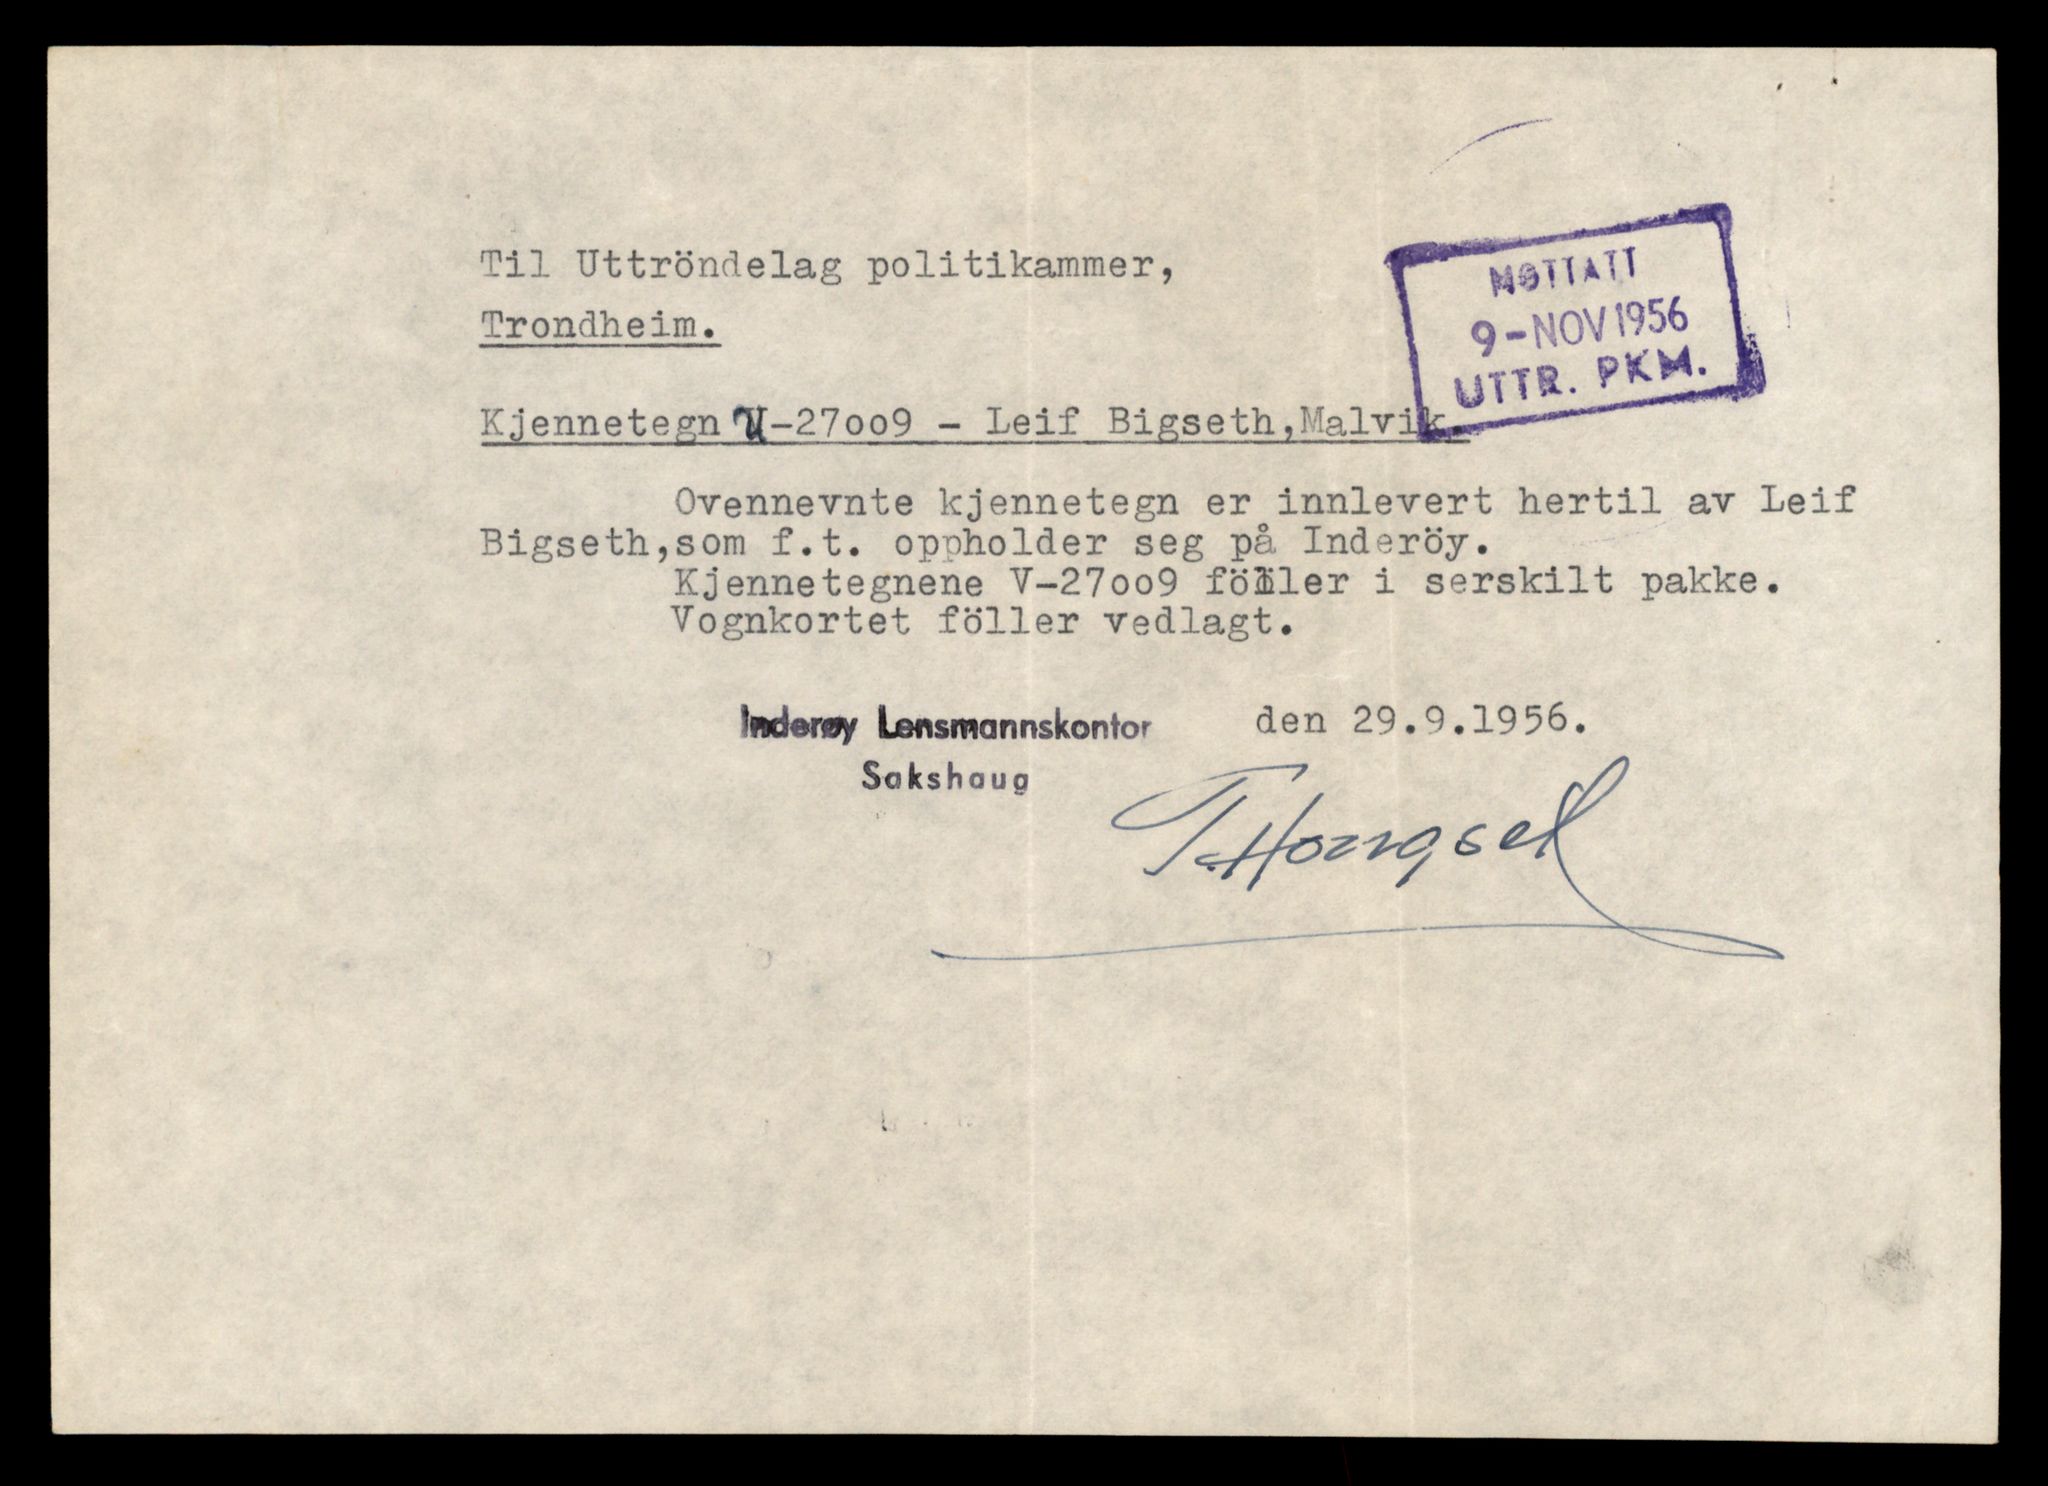 Til Uttröndelag politikammer,
Trondheim.
MØTTATT
9-NOV 1956
UTTR. PKM.
Kjennetegn U-27oo9 - Leif Bigseth,Malvik.
Ovennevnte kjennetegn er innlevert hertil av Leif
Bigseth,som f.t. oppholder seg på Inderöy.
Kjennetegnene V-27oo9 föller i serskilt pakke.
Vognkortet föller vedlagt.
Inderøy Lensmannskontor den 29.9.1956.
Sakshaug